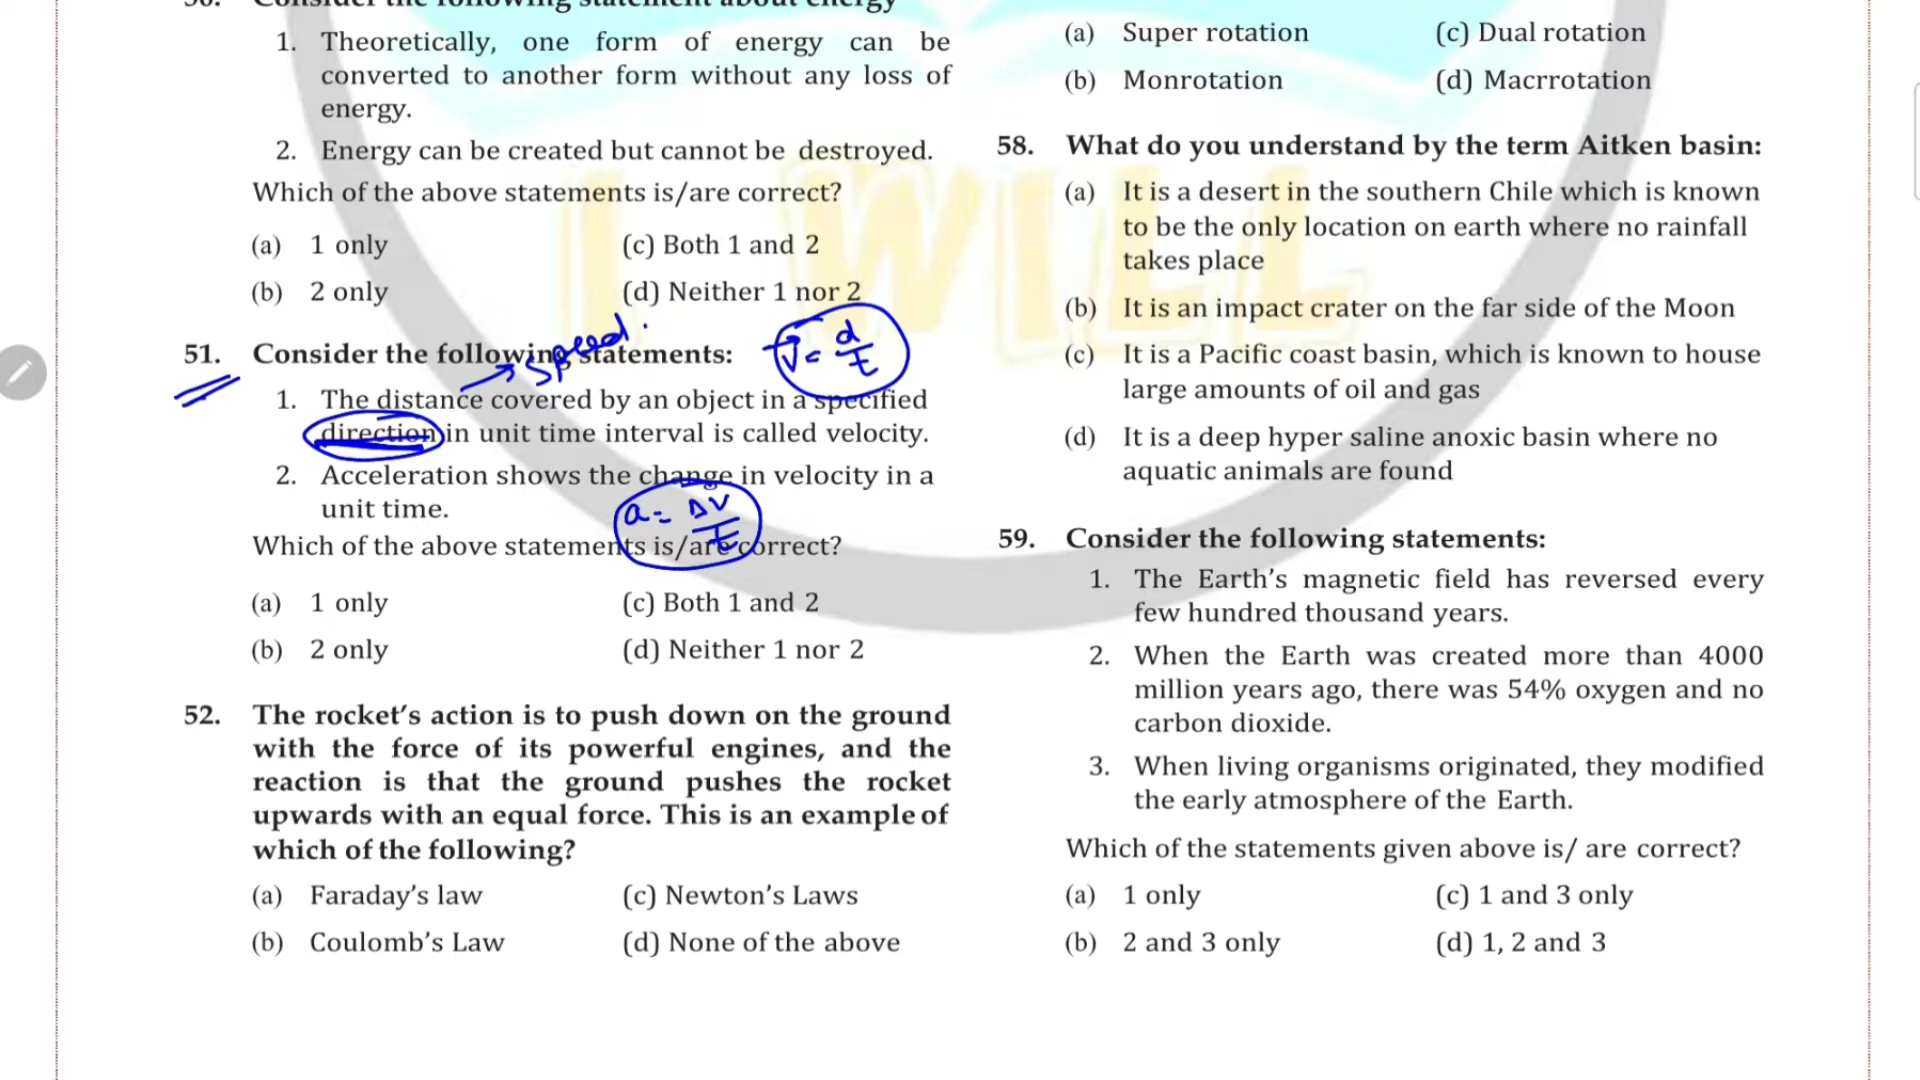 50. Consider the following statement about energy
1. Theoretically, one form of energy can be
converted to another form without any loss of
energy.
2. Energy can be created but cannot be destroyed.
Which of the above statements is/are correct?
(a) 1 only (c) Both 1 and 2
(b) 2 only (d) Neither 1 nor 2
speed.
V = d/t
51. Consider the following statements:
1. The distance covered by an object in a specified
direction in unit time interval is called velocity.
2. Acceleration shows the change in velocity in a
unit time.
a = ΔV/t
Which of the above statements is/are correct?
(a) 1 only (c) Both 1 and 2
(b) 2 only (d) Neither 1 nor 2
52. The rocket's action is to push down on the ground
with the force of its powerful engines, and the
reaction is that the ground pushes the rocket
upwards with an equal force. This is an example of
which of the following?
(a) Faraday's law (c) Newton's Laws
(b) Coulomb's Law (d) None of the above
(a) Super rotation (c) Dual rotation
(b) Monrotation (d) Macrrotation
58. What do you understand by the term Aitken basin:
(a) It is a desert in the southern Chile which is known
to be the only location on earth where no rainfall
takes place
(b) It is an impact crater on the far side of the Moon
(c) It is a Pacific coast basin, which is known to house
large amounts of oil and gas
(d) It is a deep hyper saline anoxic basin where no
aquatic animals are found
59. Consider the following statements:
1. The Earth's magnetic field has reversed every
few hundred thousand years.
2. When the Earth was created more than 4000
million years ago, there was 54% oxygen and no
carbon dioxide.
3. When living organisms originated, they modified
the early atmosphere of the Earth.
Which of the statements given above is/ are correct?
(a) 1 only (c) 1 and 3 only
(b) 2 and 3 only (d) 1, 2 and 3
I WILL